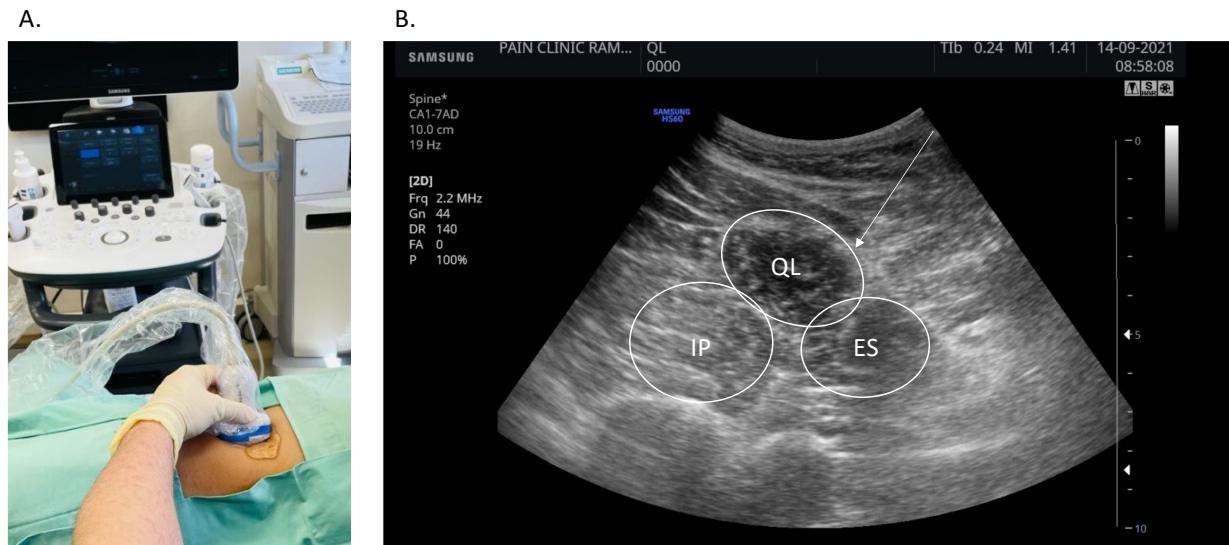 A.
B.
SIEMENS
SAMSUNG
PAIN CLINIC RAM... QL TIb 0.24 MI 1.41 14-09-2021
0000 08:58:08
S
Spine*
CA1-7AD
10.0 cm
19 Hz
SAMSUNG
HS60
[2D]
Frq 2.2 MHz
Gn 44
DR 140
FA 0
P 100%
0
QL
IP
ES
5
10